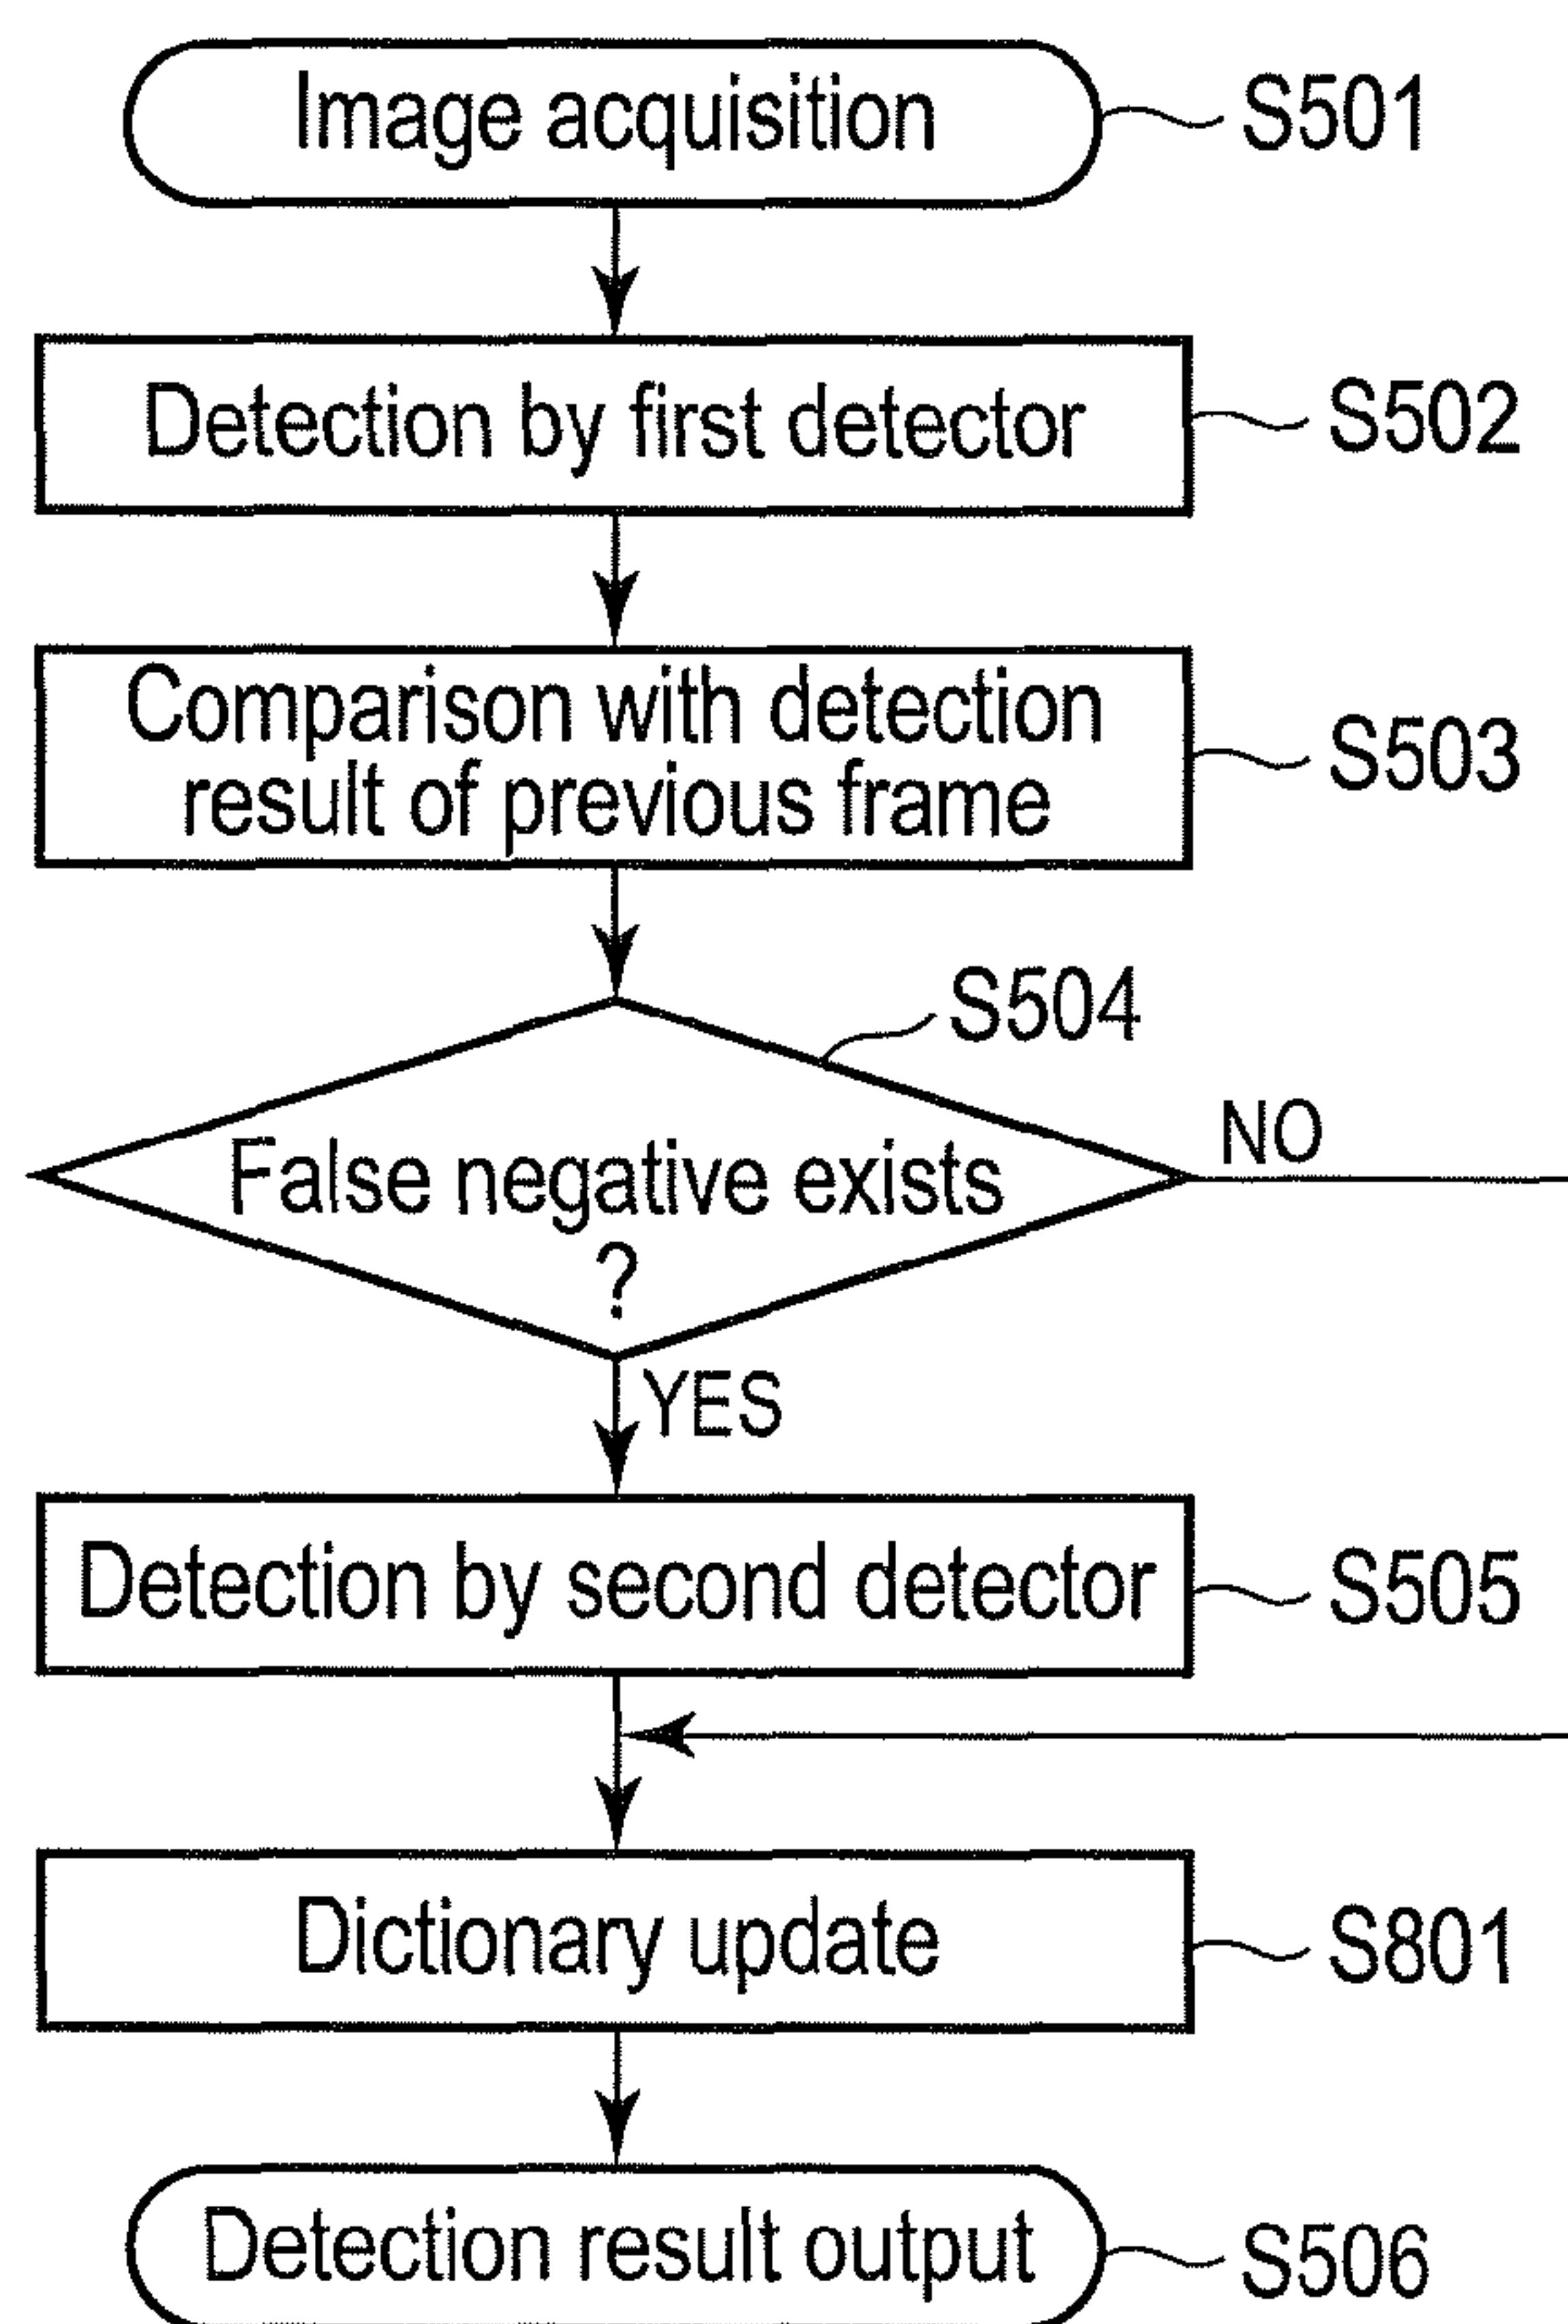 Image acquisition
S501
Detection by first detector
S502
Comparison with detection
result of previous frame
S503
S504
False negative exists
?
NO
YES
Detection by second detector
S505
Dictionary update
S801
Detection result output
S506